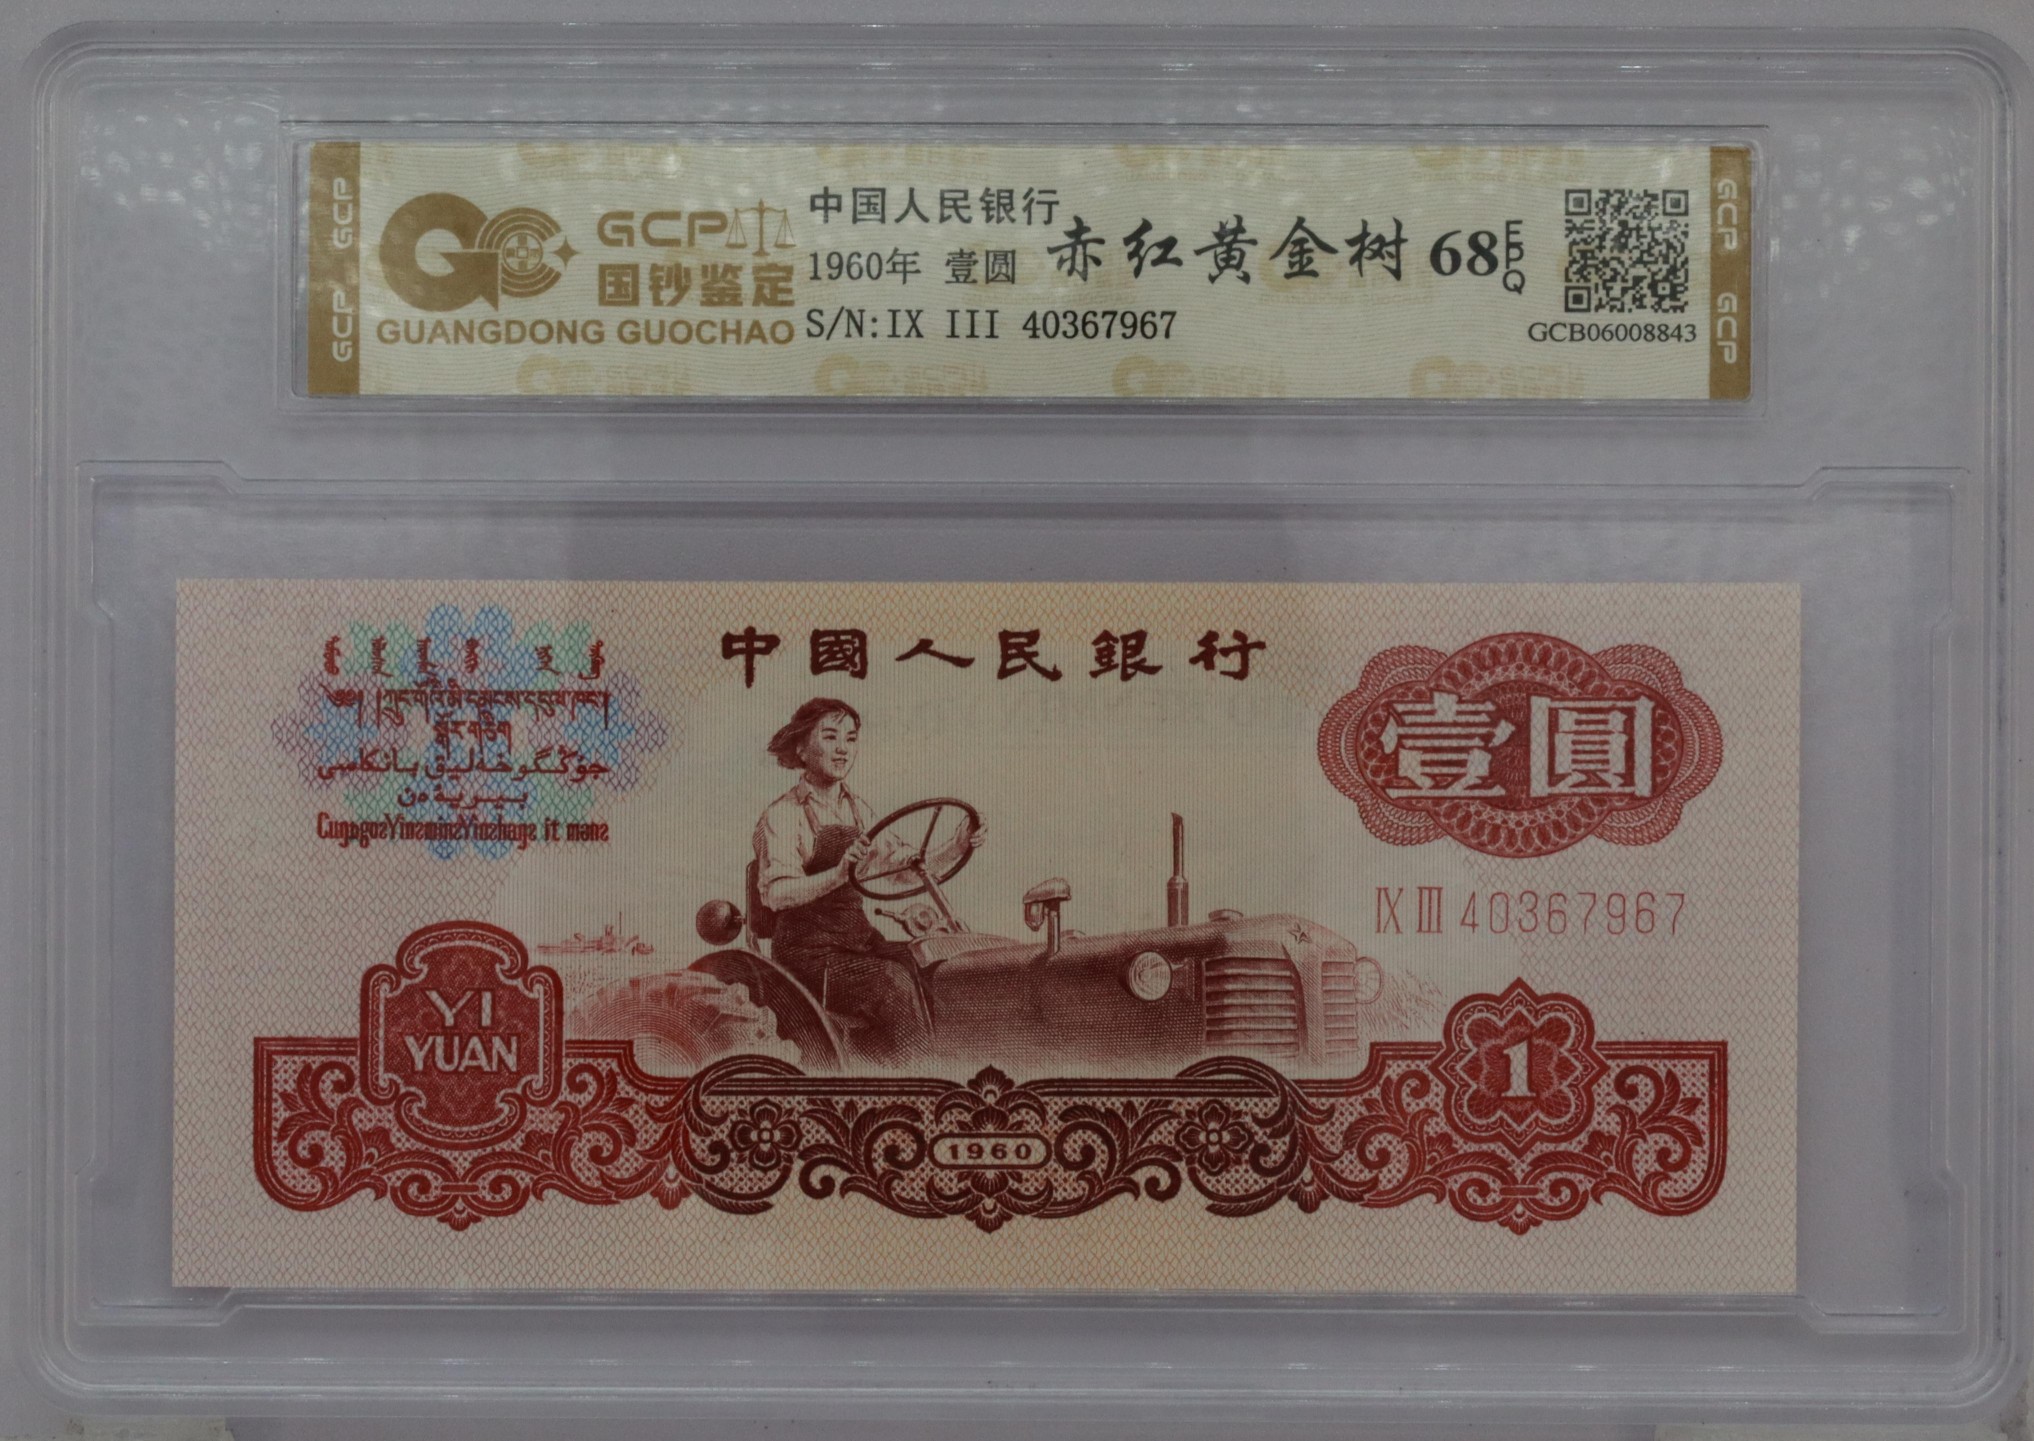 GCP
GCP
GCP
国钞鉴定
GUANGDONG GUOCHAO
中国人民银行
1960年 壹圆
赤红黄金树
68
EPQ
S/N:IX III 40367967
GCB06008843
GCP
GCP
中國人民銀行
壹圓
IX III 40367967
YI
YUAN
1
1960